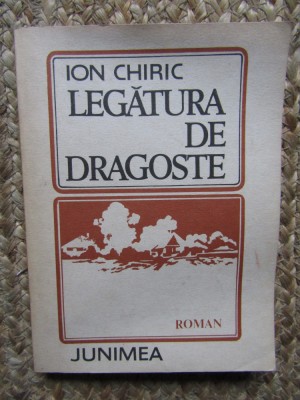 ION CHIRIC
LEGĂTURA
DE
DRAGOSTE
ROMAN
JUNIMEA